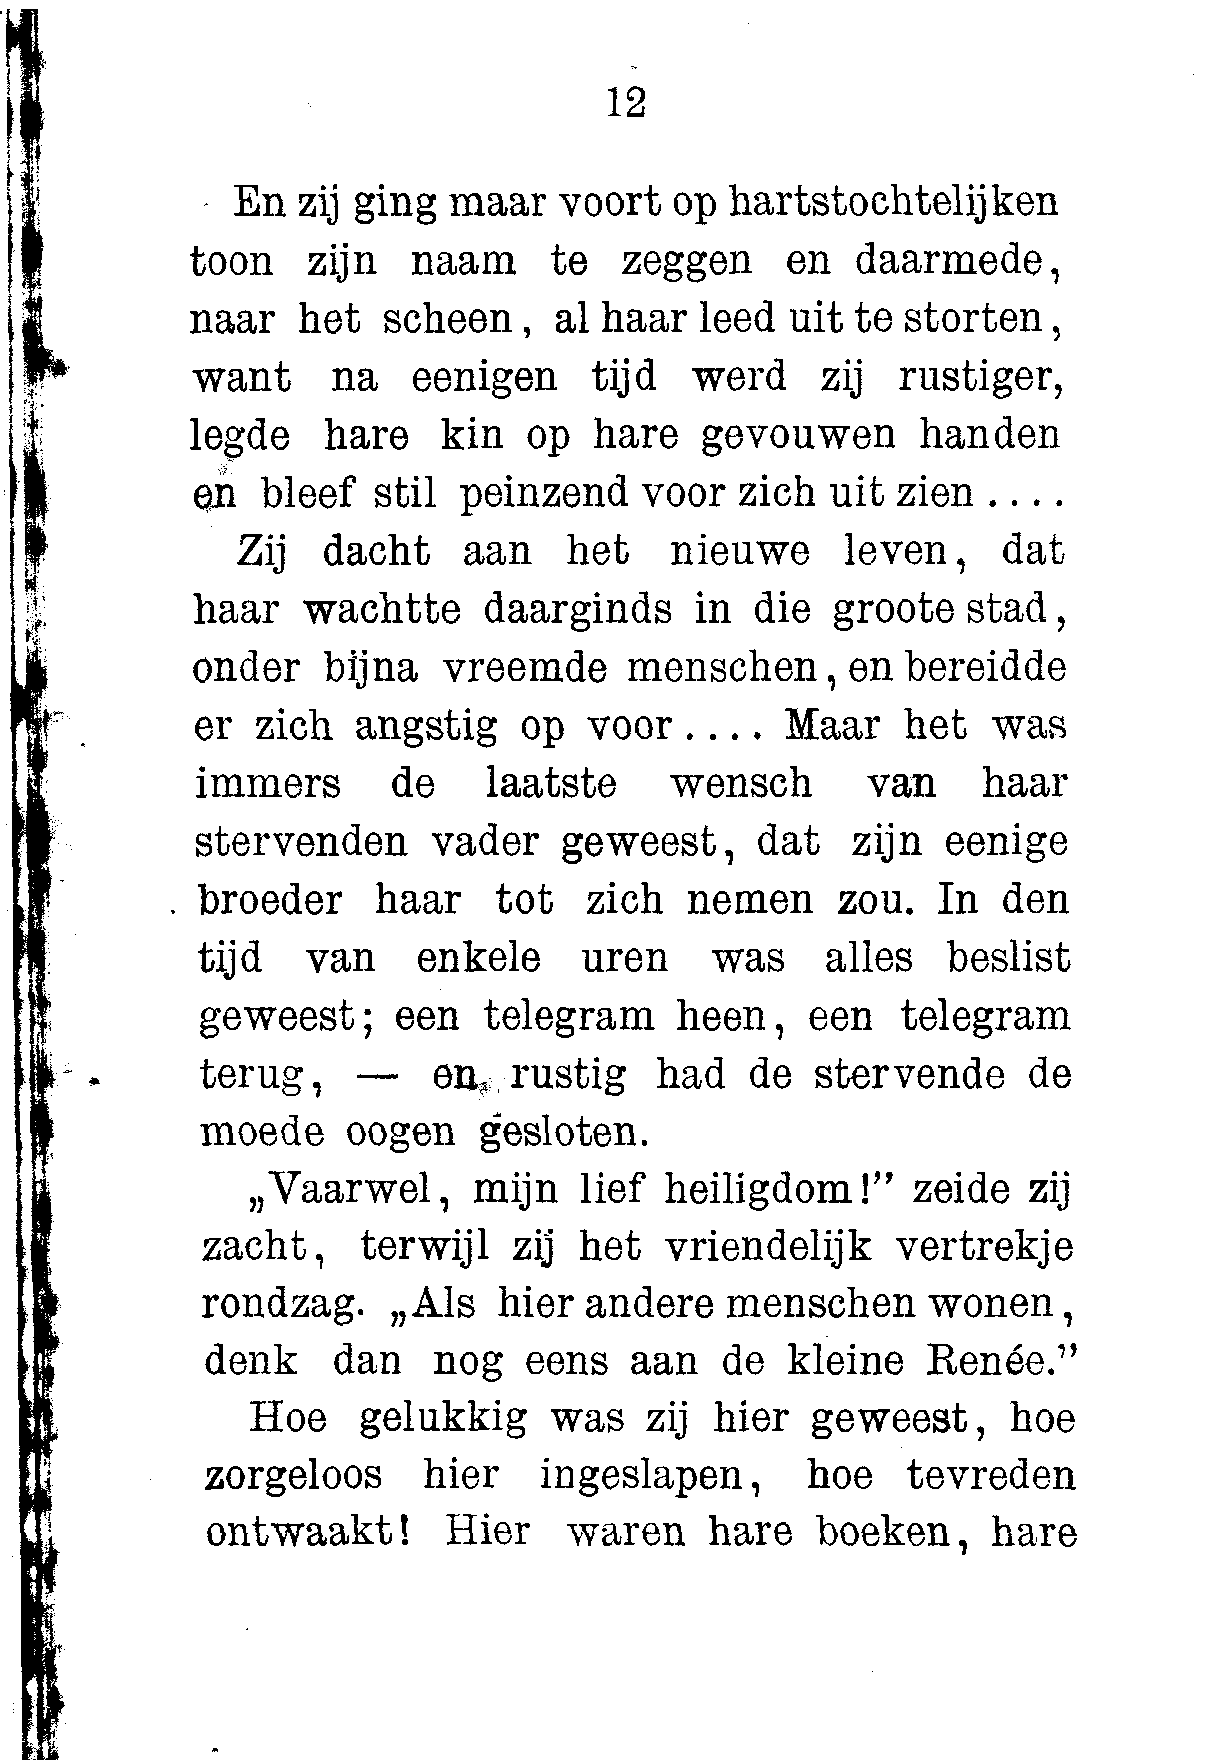 12
En zij ging maar voort op hartstochtelijken
toon zijn naam te zeggen en daarmede,
naar het scheen, al haar leed uit te storten,
want na eenigen tijd werd zij rustiger,
legde hare kin op hare gevouwen handen
en bleef stil peinzend voor zich uit zien ....
Zij dacht aan het nieuwe leven, dat
haar wachtte daarginds in die groote stad,
onder bijna vreemde menschen, en bereidde
er zich angstig op voor .... Maar het was
immers de laatste wensch van haar
stervenden vader geweest, dat zijn eenige
broeder haar tot zich nemen zou. In den
tijd van enkele uren was alles beslist
geweest; een telegram heen, een telegram
terug, — en rustig had de stervende de
moede oogen gesloten.
„Vaarwel, mijn lief heiligdom!” zeide zij
zacht, terwijl zij het vriendelijk vertrekje
rondzag. „Als hier andere menschen wonen,
denk dan nog eens aan de kleine Renée.”
Hoe gelukkig was zij hier geweest, hoe
zorgeloos hier ingeslapen, hoe tevreden
ontwaakt! Hier waren hare boeken, hare